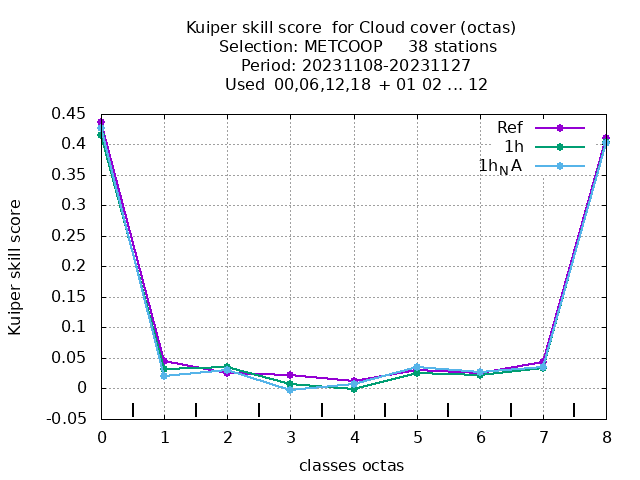 Kuiper skill score  for Cloud cover (octas)
Selection: METCOOP     38 stations
Period: 20231108-20231127
Used  00,06,12,18 + 01 02 ... 12
0.45
0.4
0.35
0.3
0.25
0.2
0.15
0.1
0.05
0
-0.05
Kuiper skill score
Ref
1h
1h_NA
0 1 2 3 4 5 6 7 8
classes octas